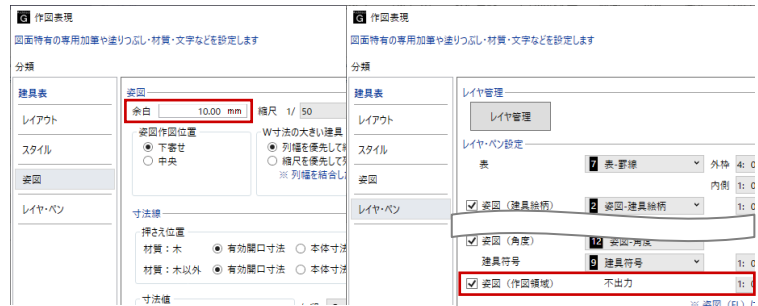 G 作図表現
図面特有の専用加筆や塗りつぶし・材質・文字などを設定します
分類
建具表
レイアウト
スタイル
姿図
レイヤ・ペン
姿図
余白 10.00 mm 縮尺 1/ 50
姿図作図位置
下寄せ
中央
W寸法の大きい建具
列幅を優先して
縮尺を優先して
※ 列幅を結合し
寸法線
押さえ位置
材質：木 有効開口寸法 本体寸法
材質：木以外 有効開口寸法 本体寸法
寸法値
G 作図表現
図面特有の専用加筆や塗りつぶし・材質・文字などを設定します
分類
建具表
レイアウト
スタイル
姿図
レイヤ・ペン
レイヤ管理
レイヤ管理
レイヤ・ペン設定
表 7 表-罫線 外枠 4: 0
内側 1: 0
姿図（建具絵柄） 2 姿図-建具絵柄 1: 0
姿図（角度） 12 姿図-角度
建具符号 9 建具符号 1: 0
姿図（作図領域） 不出力 1: 0
※ 姿図（FL）